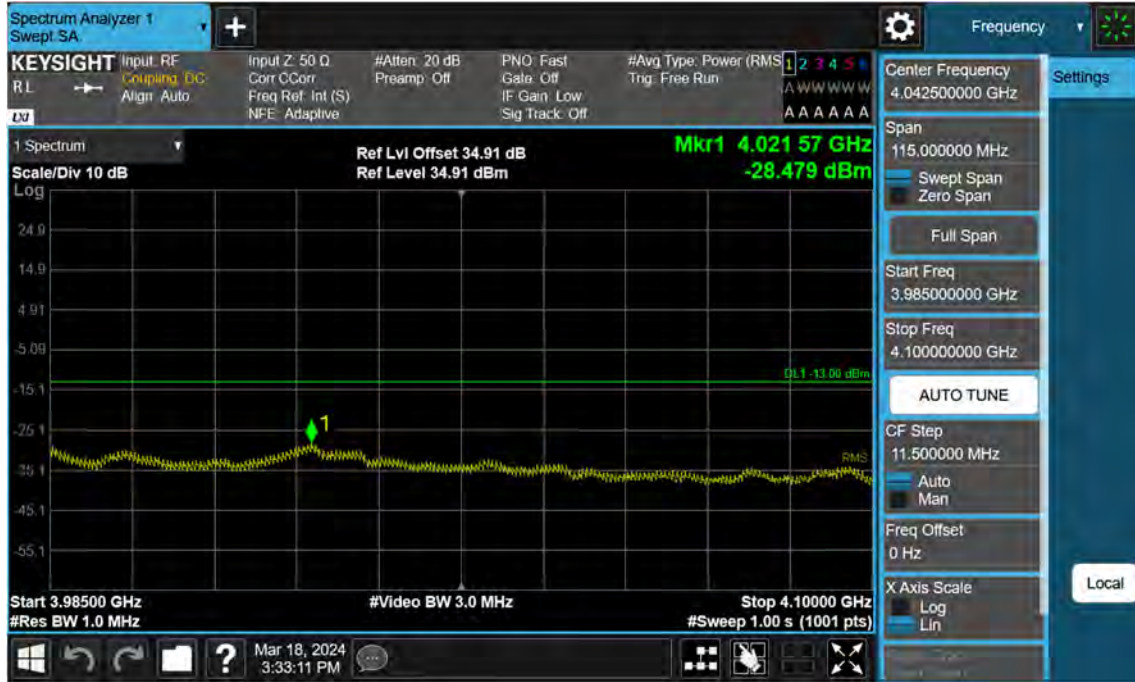 Spectrum Analyzer 1
Swept SA
Frequency
KEYSIGHT
RL
LXI
Input: RF
Coupling: DC
Align: Auto
Input Z: 50 Ω
Corr CCorr
Freq Ref: Int (S)
NFE: Adaptive
#Atten: 20 dB
Preamp: Off
PNO: Fast
Gate: Off
IF Gain: Low
Sig Track: Off
#Avg Type: Power (RMS
Trig: Free Run
1 2 3 4 5 6
A W W W W W
A A A A A A
Center Frequency
4.042500000 GHz
Settings
1 Spectrum
Scale/Div 10 dB
Log
Ref Lvl Offset 34.91 dB
Ref Level 34.91 dBm
Mkr1 4.021 57 GHz
-28.479 dBm
24.9
14.9
4.91
-5.09
-15.1
-25.1
-35.1
-45.1
-55.1
DL1 -13.00 dBm
1
RMS
Start 3.98500 GHz
#Res BW 1.0 MHz
#Video BW 3.0 MHz
Stop 4.10000 GHz
#Sweep 1.00 s (1001 pts)
Span
115.000000 MHz
Swept Span
Zero Span
Full Span
Start Freq
3.985000000 GHz
Stop Freq
4.100000000 GHz
AUTO TUNE
CF Step
11.500000 MHz
Auto
Man
Freq Offset
0 Hz
X Axis Scale
Log
Lin
Local
?
Mar 18, 2024
3:33:11 PM